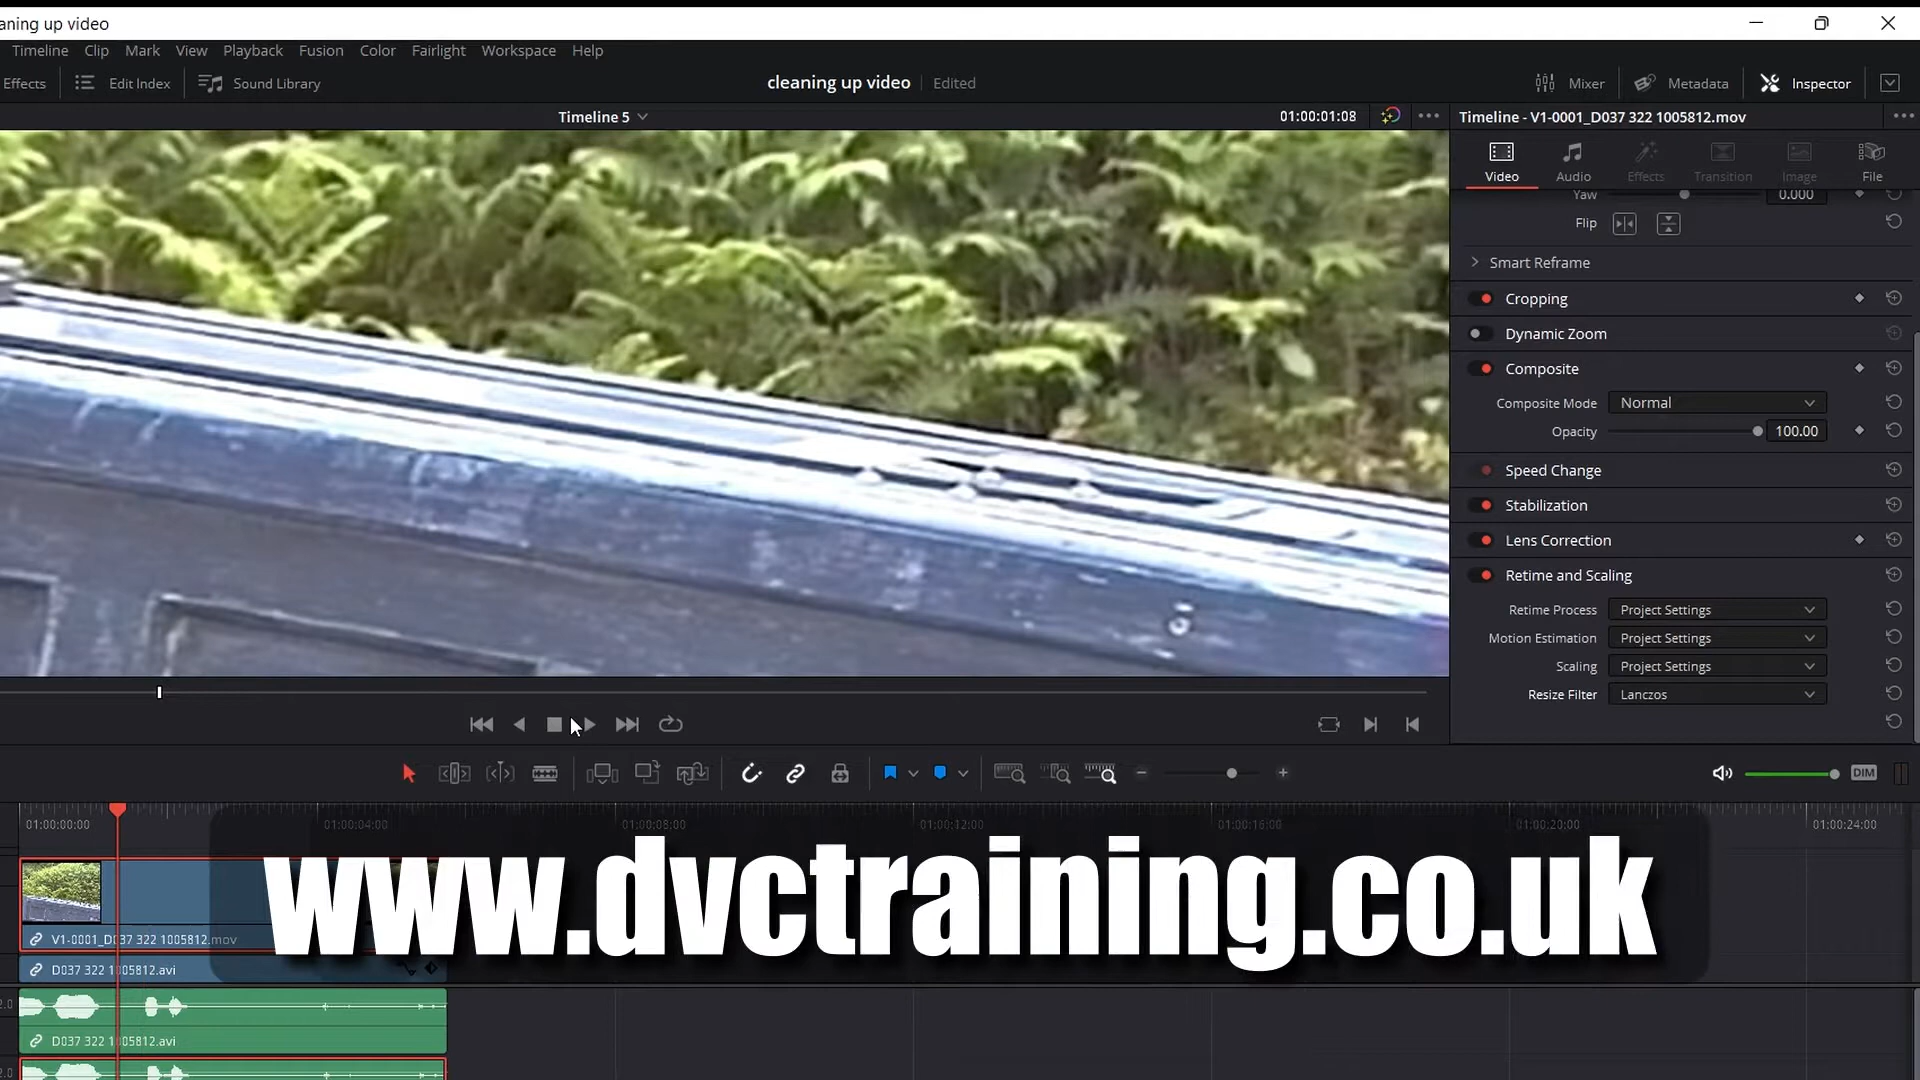 aning up video
Timeline Clip Mark View Playback Fusion Color Fairlight Workspace Help
Effects Edit Index Sound Library cleaning up video Edited Mixer Metadata Inspector
Timeline 5 01:00:01:08 Timeline - V1-0001_D037 322 1005812.mov
Video Audio Effects Transition Image File
Yaw 0.000
Flip
Smart Reframe
Cropping
Dynamic Zoom
Composite
Composite Mode Normal
Opacity 100.00
Speed Change
Stabilization
Lens Correction
Retime and Scaling
Retime Process Project Settings
Motion Estimation Project Settings
Scaling Project Settings
Resize Filter Lanczos
DIM
01:00:00:00 01:00:04:00 01:00:08:00 01:00:12:00 01:00:16:00 01:00:20:00 01:00:24:00
www.dvctraining.co.uk
V1-0001_D037 322 1005812.mov
D037 322 1005812.avi
2.0
D037 322 1005812.avi
2.0